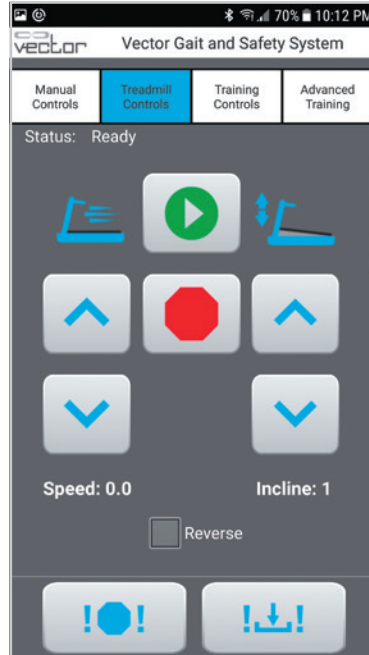 70% 10:12 PM
vector Vector Gait and Safety System
Manual Controls
Treadmill Controls
Training Controls
Advanced Training
Status: Ready
Speed: 0.0
Incline: 1
Reverse
! !
! !